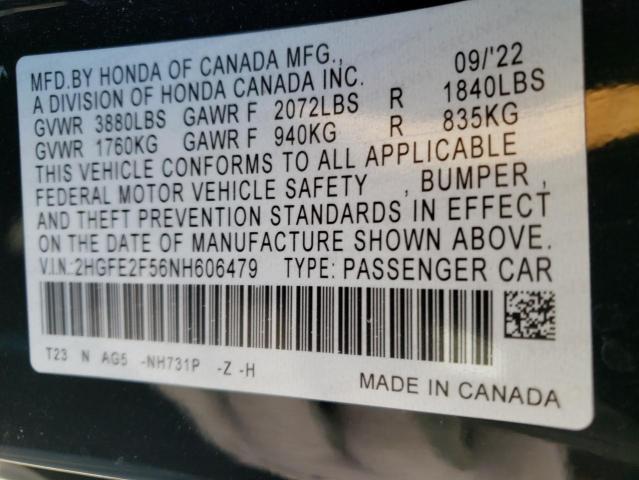 MFD.BY HONDA OF CANADA MFG., 09/'22
A DIVISION OF HONDA CANADA INC.
GVWR 3880LBS GAWR F 2072LBS R 1840LBS
GVWR 1760KG GAWR F 940KG R 835KG
THIS VEHICLE CONFORMS TO ALL APPLICABLE
FEDERAL MOTOR VEHICLE SAFETY , BUMPER ,
AND THEFT PREVENTION STANDARDS IN EFFECT
ON THE DATE OF MANUFACTURE SHOWN ABOVE.
V.I.N.:2HGFE2F56NH606479 TYPE: PASSENGER CAR
T23 N AG5 -NH731P -Z -H
MADE IN CANADA